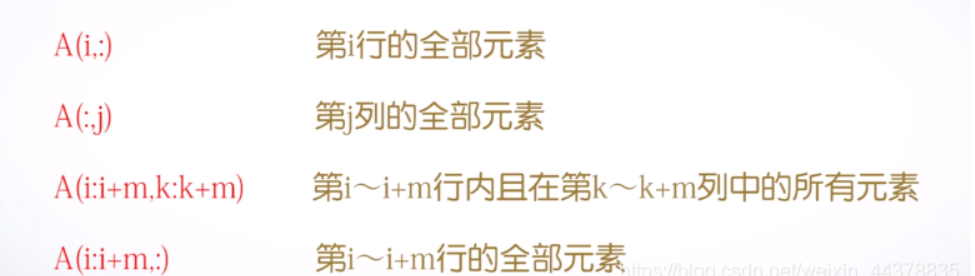 A(i,:) 第i行的全部元素
A(:,j) 第j列的全部元素
A(i:i+m,k:k+m) 第i～i+m行内且在第k～k+m列中的所有元素
A(i:i+m,:) 第i～i+m行的全部元素
https://blog.csdn.net/weixin_44378835